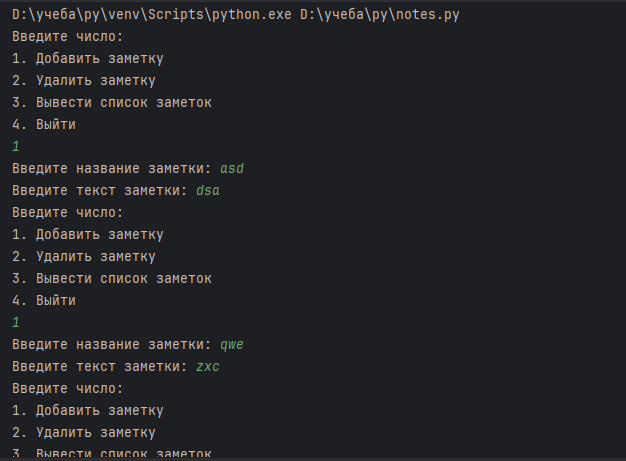 D:\учеба\py\venv\Scripts\python.exe D:\учеба\py\notes.py
Введите число:
1. Добавить заметку
2. Удалить заметку
3. Вывести список заметок
4. Выйти
1
Введите название заметки: asd
Введите текст заметки: dsa
Введите число:
1. Добавить заметку
2. Удалить заметку
3. Вывести список заметок
4. Выйти
1
Введите название заметки: qwe
Введите текст заметки: zxc
Введите число:
1. Добавить заметку
2. Удалить заметку
3. Вывести список заметок